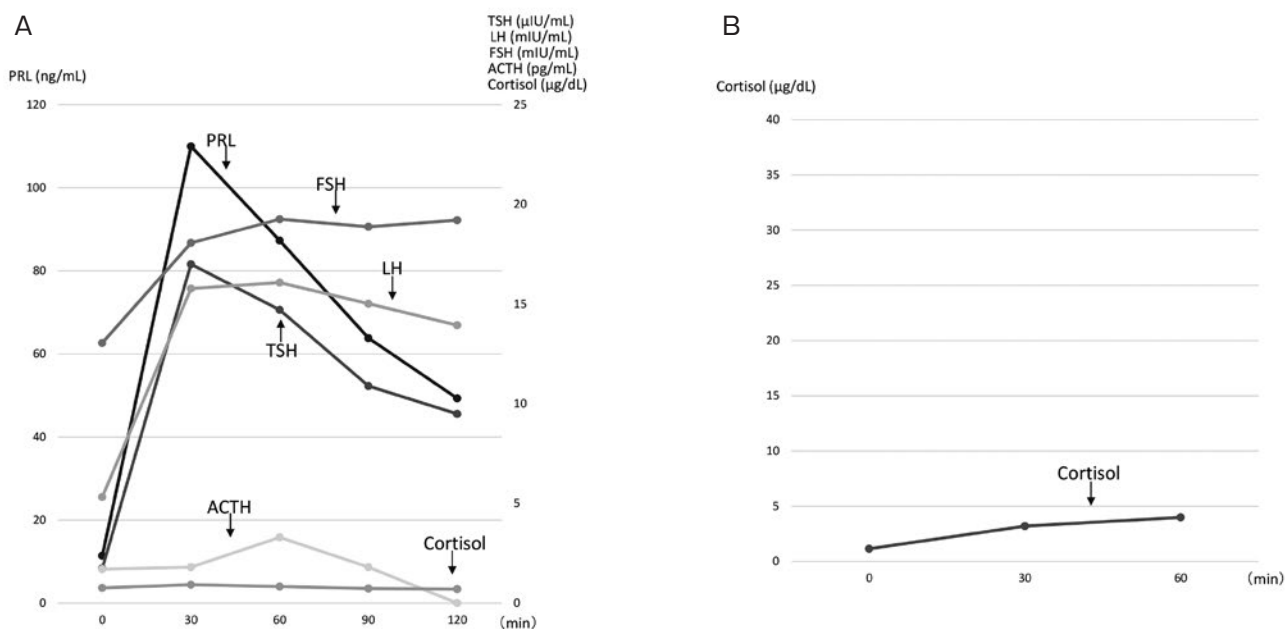 A
TSH (μIU/mL)
LH (mIU/mL)
FSH (mIU/mL)
ACTH (pg/mL)
Cortisol (μg/dL)
PRL (ng/mL)
120
100
80
60
40
20
0
25
20
15
10
5
0
PRL
FSH
LH
TSH
ACTH
Cortisol
0 30 60 90 120 (min)
B
Cortisol (μg/dL)
40
35
30
25
20
15
10
5
0
Cortisol
0 30 60 (min)